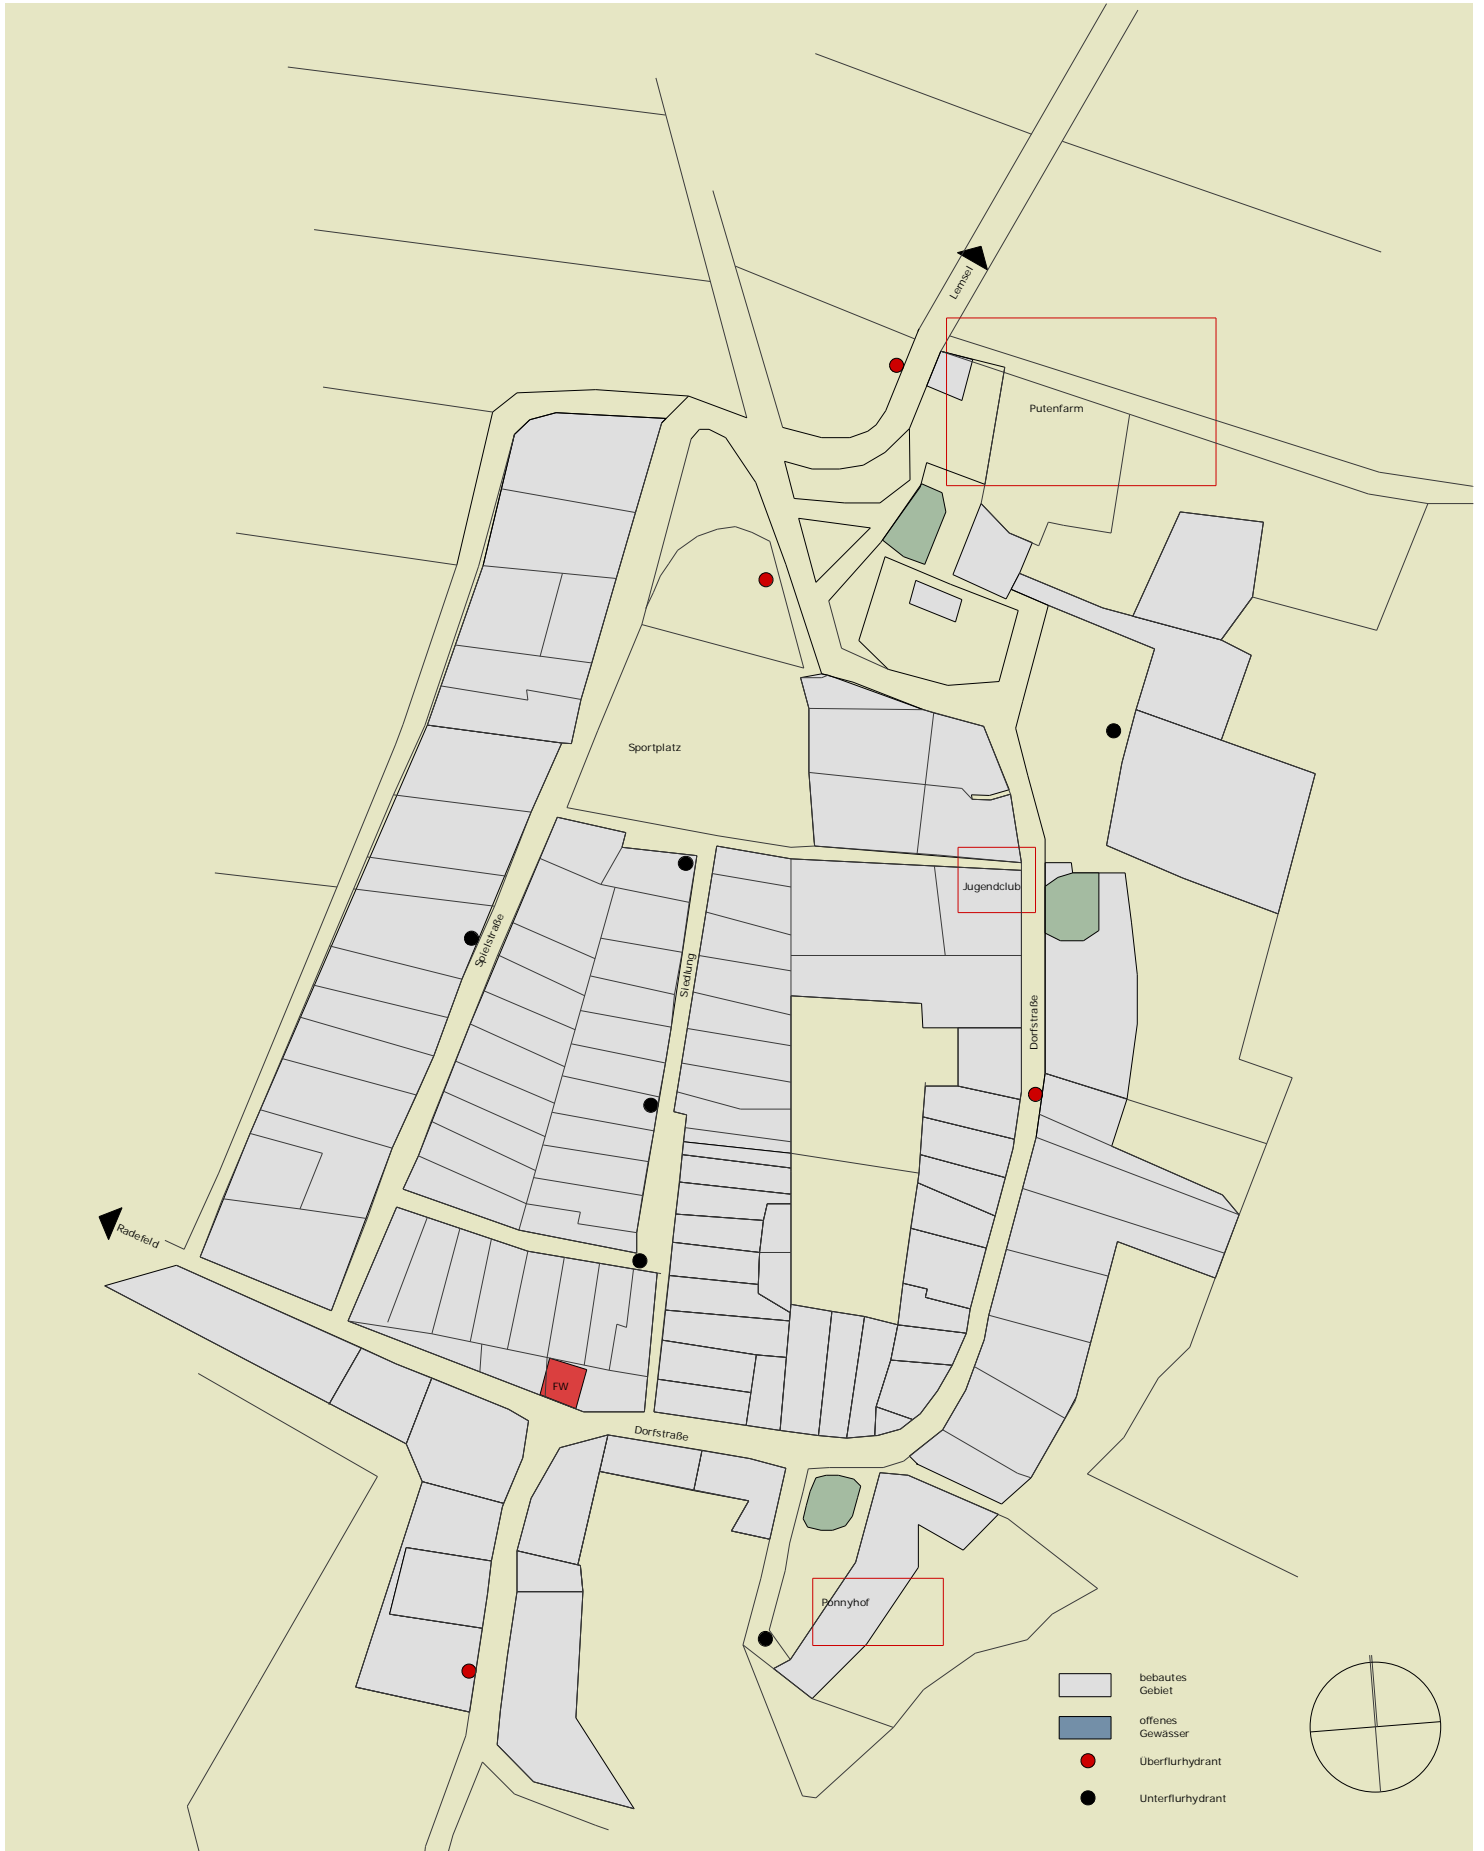 Lemsel
Putenfarm
Sportplatz
Jugendclub
Spielstraße
Siedlung
Dorfstraße
Radefeld
FW
Dorfstraße
Ponnyhof
bebautes
Gebiet
offenes
Gewässer
Überflurhydrant
Unterflurhydrant